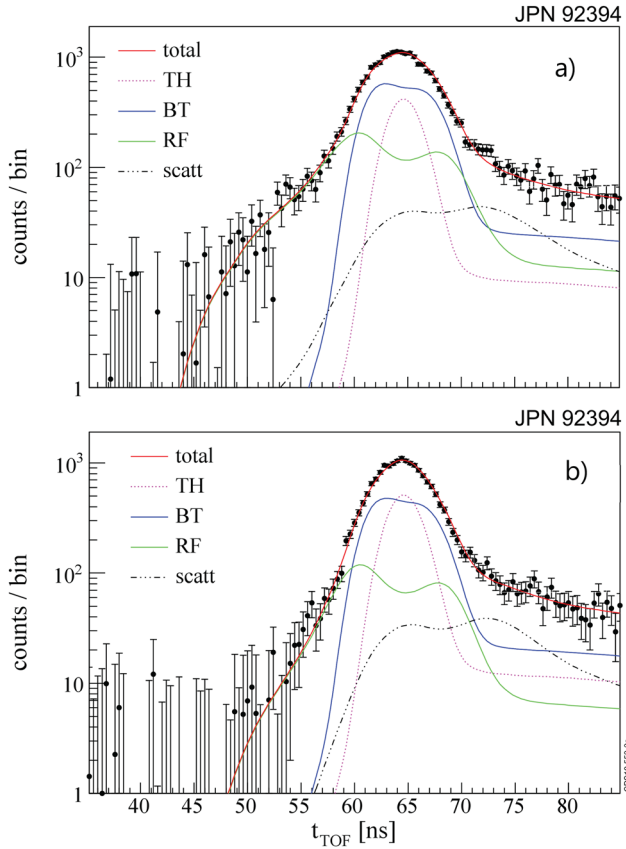 JPN 92394
a)
total
TH
BT
RF
scatt
10³
10²
10
1
counts / bin
JPN 92394
b)
total
TH
BT
RF
scatt
10³
10²
10
1
counts / bin
40 45 50 55 60 65 70 75 80
t_TOF [ns]